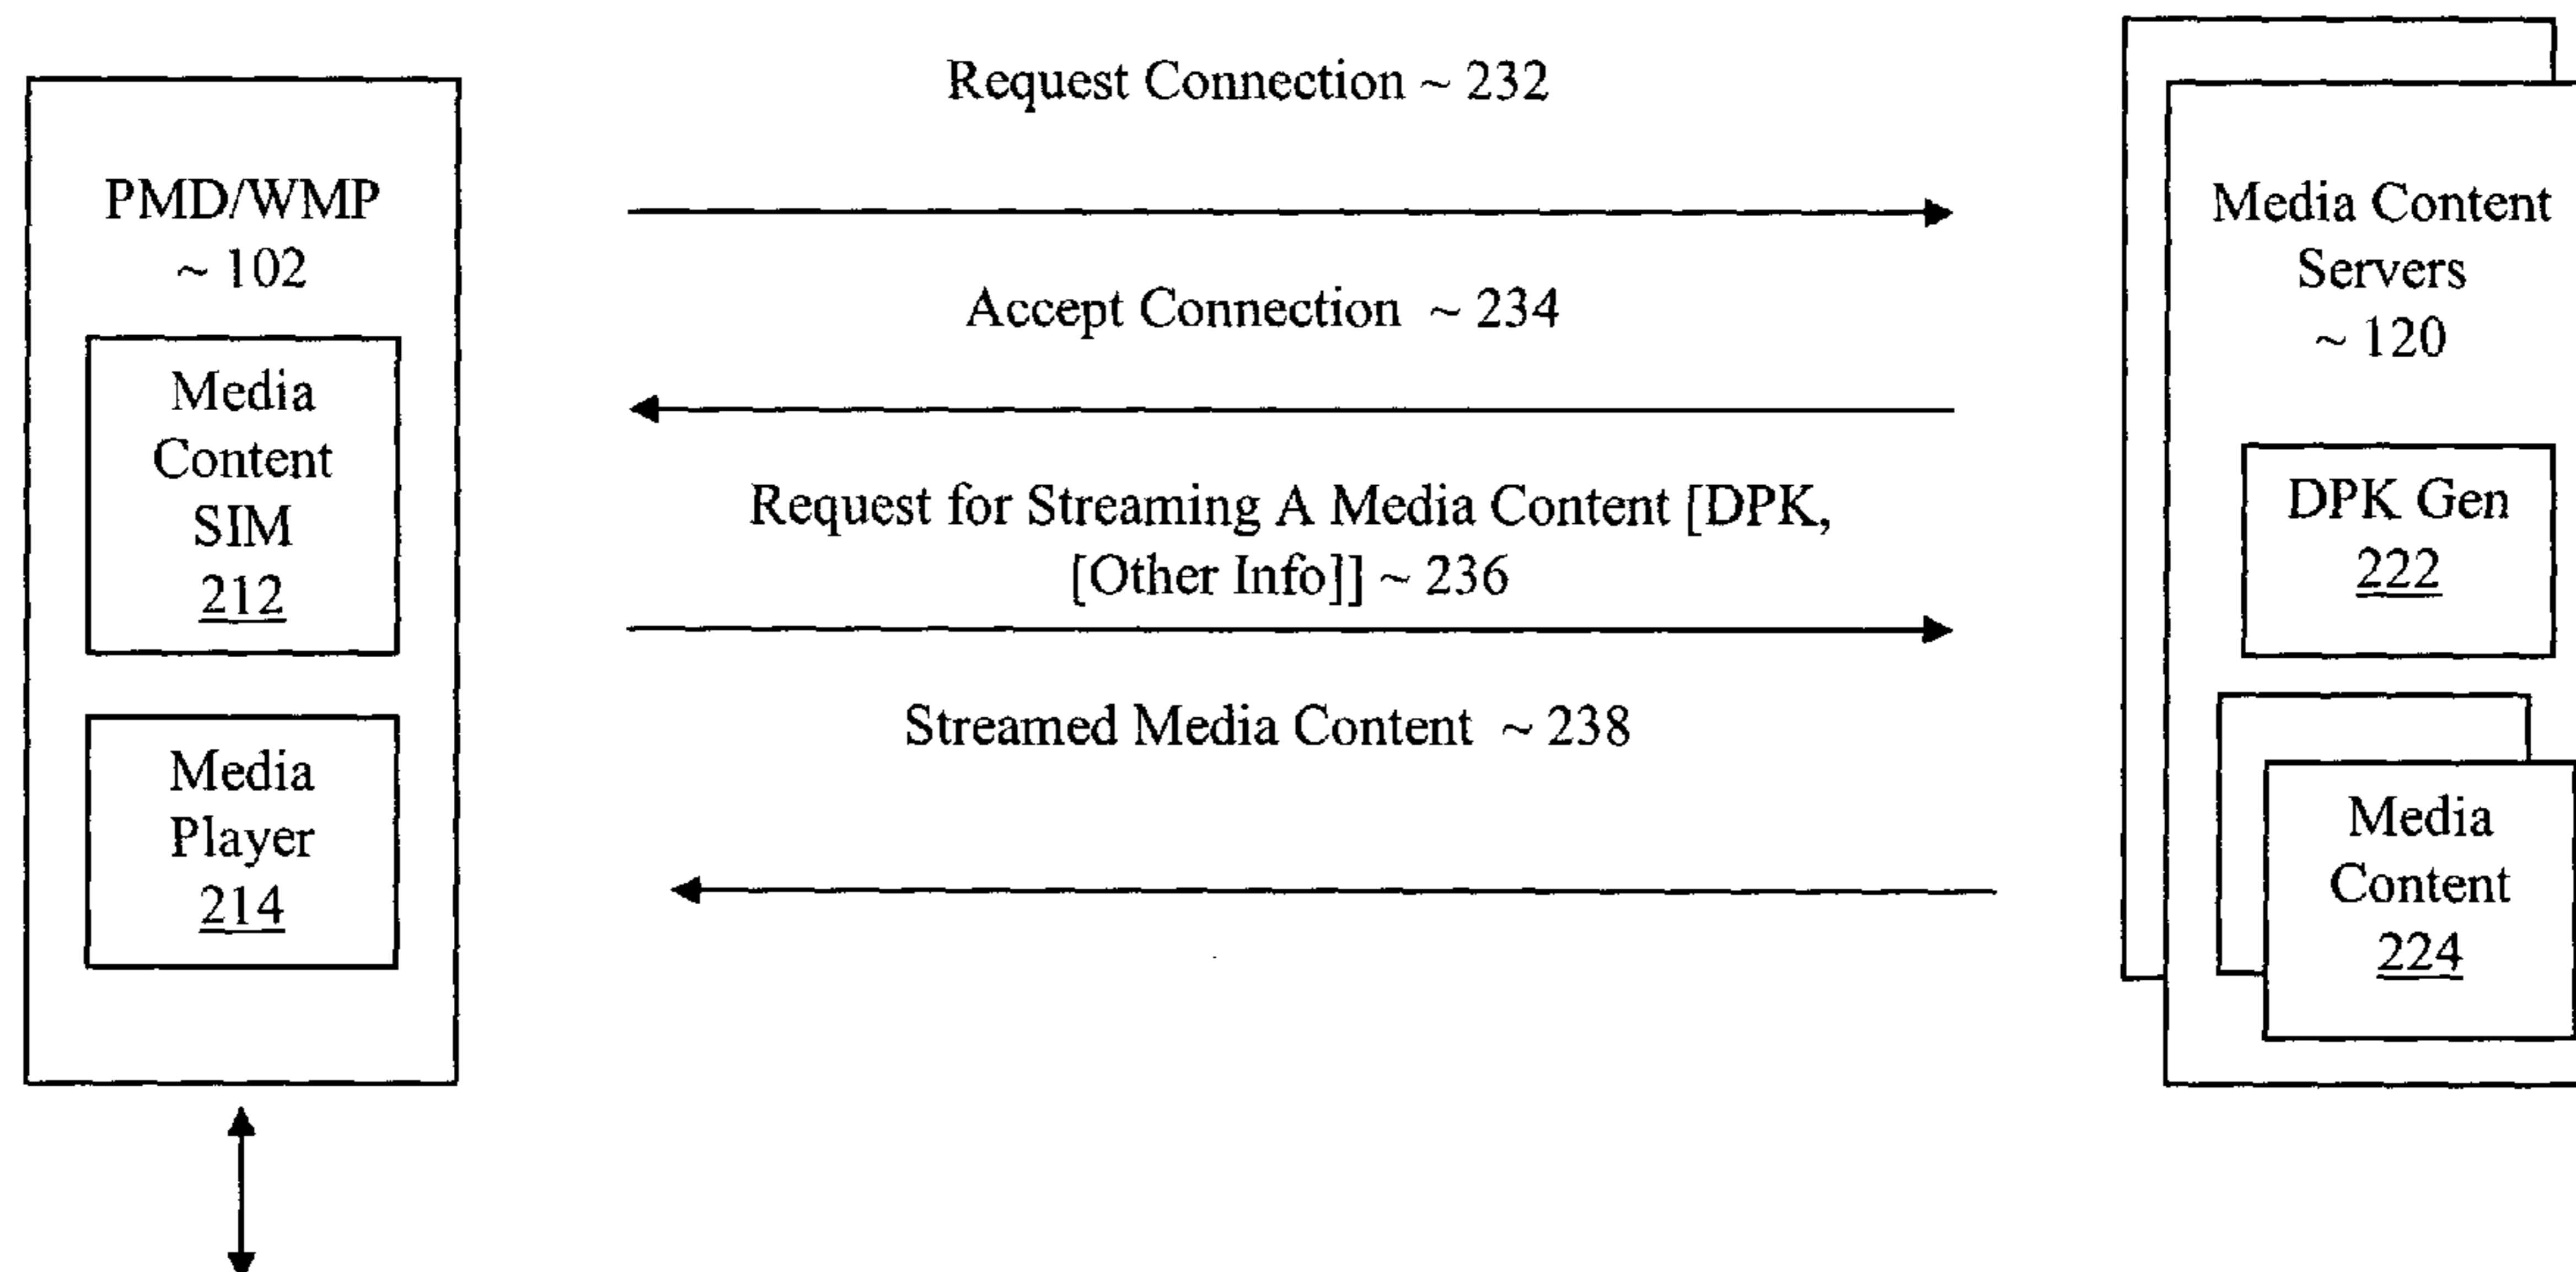 PMD/WMP
~ 102
Media
Content
SIM
212
Media
Player
214
Request Connection ~ 232
Accept Connection ~ 234
Request for Streaming A Media Content [DPK,
[Other Info]] ~ 236
Streamed Media Content ~ 238
Media Content
Servers
~ 120
DPK Gen
222
Media
Content
224